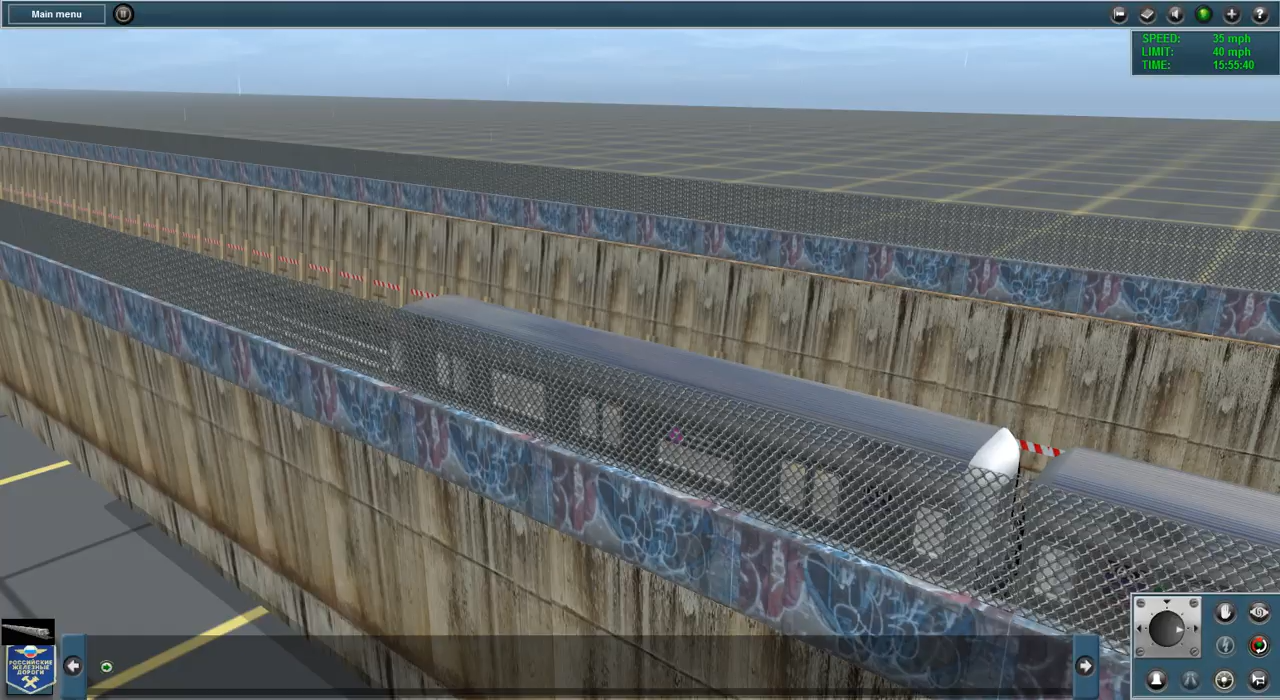 Main menu
SPEED: 35 mph
LIMIT: 40 mph
TIME: 15:55:40
?
РОССИЙСКИЕ
ЖЕЛЕЗНЫЕ
ДОРОГИ